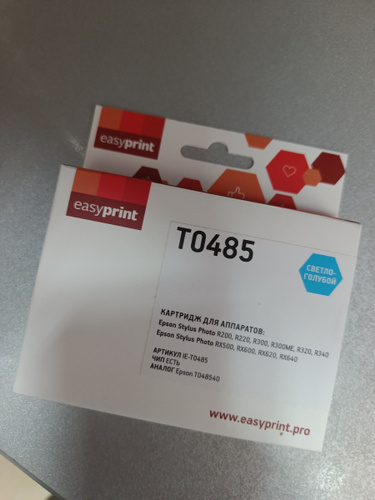 easyprint
easyprint
T0485
СВЕТЛО-
ГОЛУБОЙ
КАРТРИДЖ ДЛЯ АППАРАТОВ:
Epson Stylus Photo R200, R220, R300, R300ME, R320, R340
Epson Stylus Photo RX500, RX600, RX620, RX640
АРТИКУЛ IE-T0485
ЧИП ЕСТЬ
АНАЛОГ Epson T048540
www.easyprint.pro